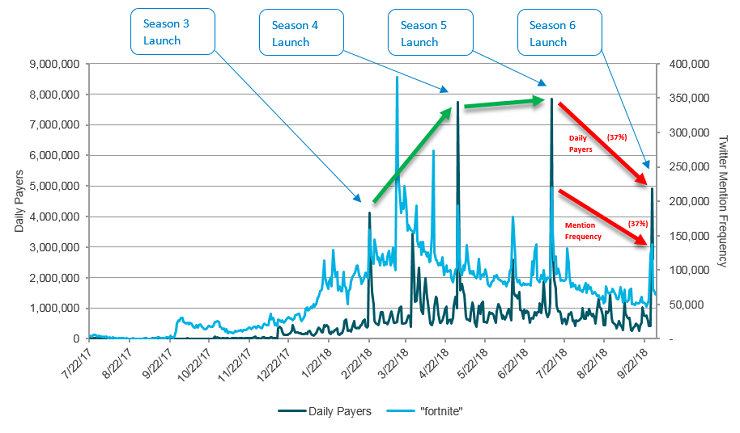 Season 3
Launch
Season 4
Launch
Season 5
Launch
Season 6
Launch
9,000,000
8,000,000
7,000,000
6,000,000
5,000,000
4,000,000
3,000,000
2,000,000
1,000,000
0
Daily Payers
400,000
350,000
300,000
250,000
200,000
150,000
100,000
50,000
-
Twitter Mention Frequency
Daily
Payers
(37%)
Mention
Frequency
(37%)
7/22/17
8/22/17
9/22/17
10/22/17
11/22/17
12/22/17
1/22/18
2/22/18
3/22/18
4/22/18
5/22/18
6/22/18
7/22/18
8/22/18
9/22/18
Daily Payers
"fortnite"